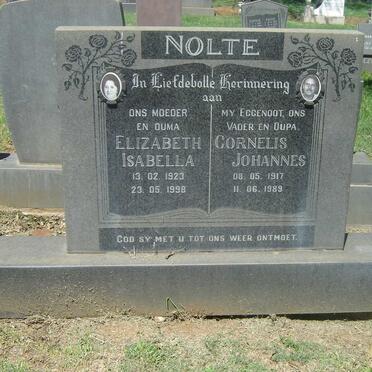 NOLTE
In Liefdevolle Herinnering
aan
ONS MOEDER
EN OUMA
ELIZABETH
ISABELLA
13. 02. 1923
23. 05. 1998
MY EGGENOOT, ONS
VADER EN OUPA.
CORNELIS
JOHANNES
08. 05. 1917
11. 06. 1989
GOD SY MET U TOT ONS WEER ONTMOET.